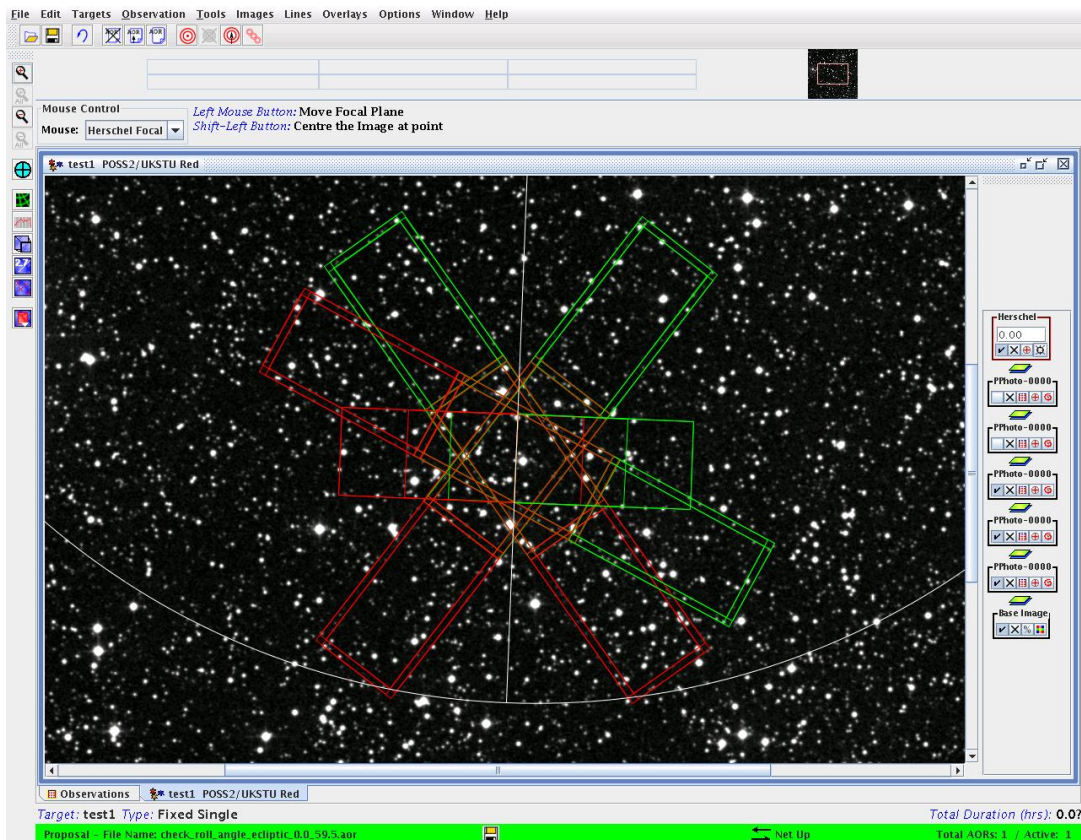 File Edit Targets Observation Tools Images Lines Overlays Options Window Help
Mouse Control
Mouse: Herschel Focal
Left Mouse Button: Move Focal Plane
Shift-Left Button: Centre the Image at point
test1 POSS2/UKSTU Red
Herschel
0.00
PPhoto-0000
PPhoto-0000
PPhoto-0000
PPhoto-0000
PPhoto-0000
Base Image
Observations test1 POSS2/UKSTU Red
Target: test1 Type: Fixed Single Total Duration (hrs): 0.0?
Proposal - File Name: check_roll_angle_ecliptic_0.0_59.5.aor Net Up Total AORs: 1 / Active: 1